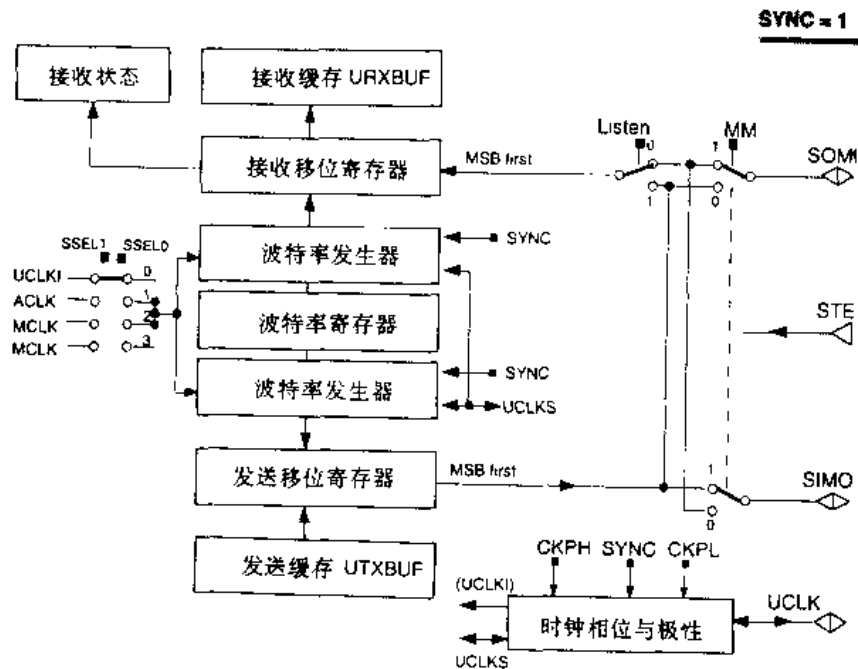 SYNC = 1
接收状态
接收缓存 URXBUF
Listen
MM
0
1
接收移位寄存器
MSB first
SOMI
1
0
SSEL1
SSEL0
波特率发生器
SYNC
UCLKI
0
ACLK
1
MCLK
2
MCLK
3
波特率寄存器
STE
波特率发生器
SYNC
UCLKS
发送移位寄存器
MSB first
1
SIMO
0
发送缓存 UTXBUF
CKPH
SYNC
CKPL
(UCLKI)
UCLK
时钟相位与极性
UCLKS